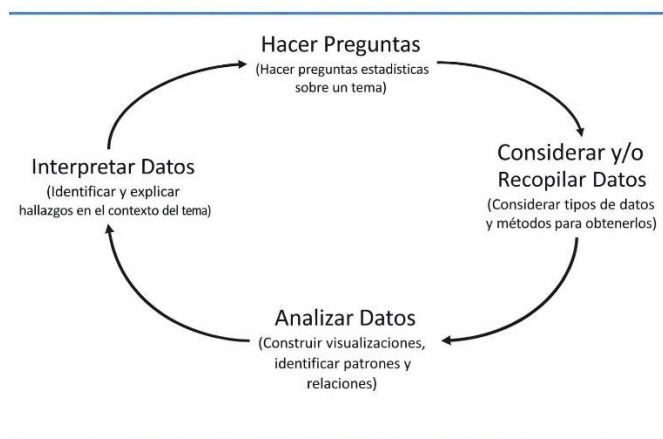 Hacer Preguntas
(Hacer preguntas estadísticas
sobre un tema)
Considerar y/o
Recopilar Datos
(Considerar tipos de datos
y métodos para obtenerlos)
Analizar Datos
(Construir visualizaciones,
identificar patrones y
relaciones)
Interpretar Datos
(Identificar y explicar
hallazgos en el contexto del tema)